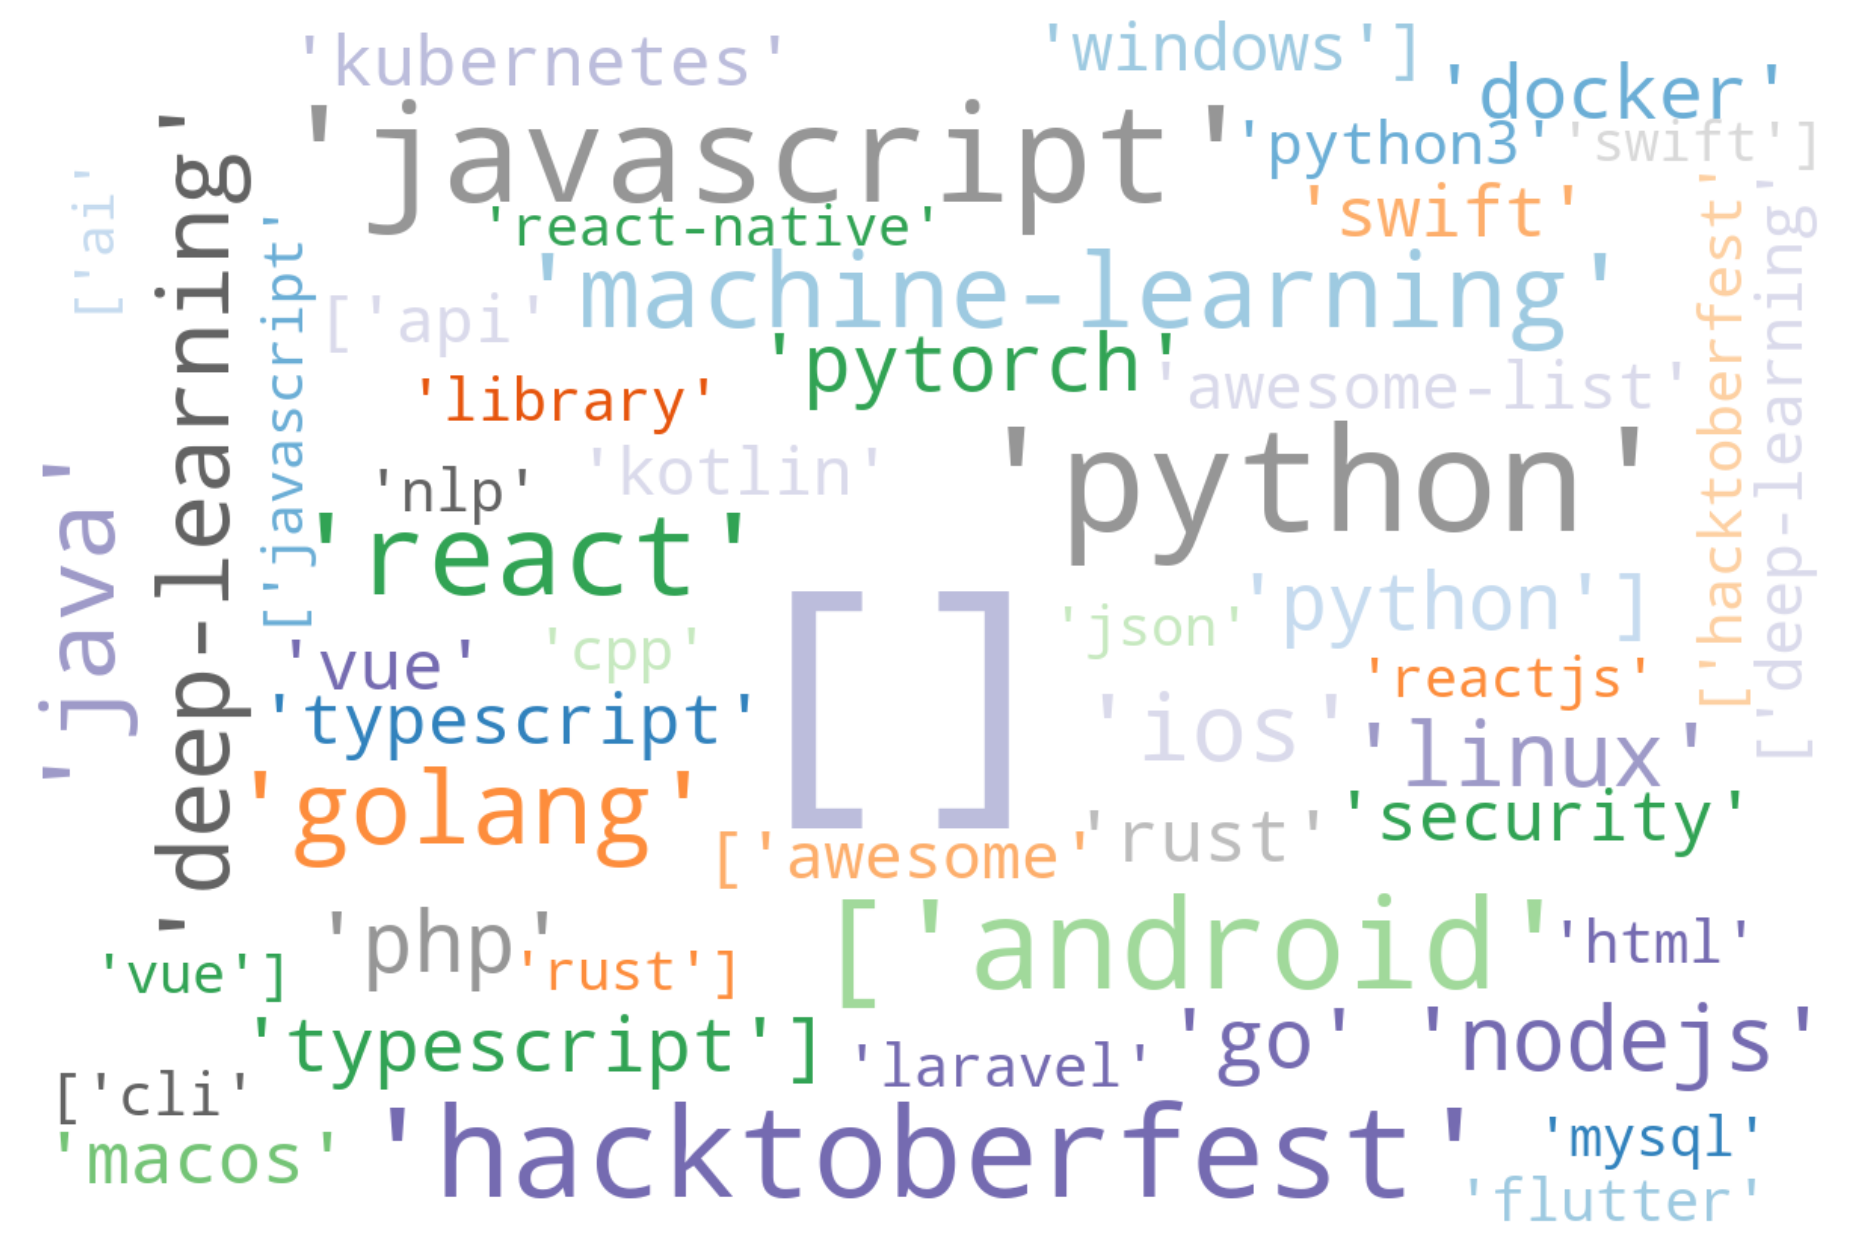 'kubernetes'
'windows']
'docker'
'javascript'
'python3'
'swift']
'deep-learning'
['ai'
['javascript'
'react-native'
'swift'
'machine-learning'
['api'
['hacktoberfest'
['deep-learning'
'pytorch'
'library'
'awesome-list'
'python'
'nlp'
'kotlin'
'java'
'react'
[]
'json'
'python']
'vue'
'cpp'
'reactjs'
'typescript'
'ios'
'linux'
'golang'
['awesome'
'rust'
'security'
'php'
['android'
'html'
'vue']
'rust']
'typescript']
'laravel'
'go'
'nodejs'
['cli'
'macos'
'hacktoberfest'
'mysql'
'flutter'